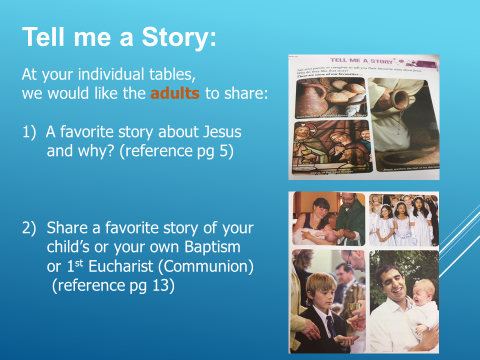 Tell me a Story:
At your individual tables,
we would like the adults to share:
1) A favorite story about Jesus
and why? (reference pg 5)
2) Share a favorite story of your
child's or your own Baptism
or 1st Eucharist (Communion)
(reference pg 13)
TELL ME A STORY